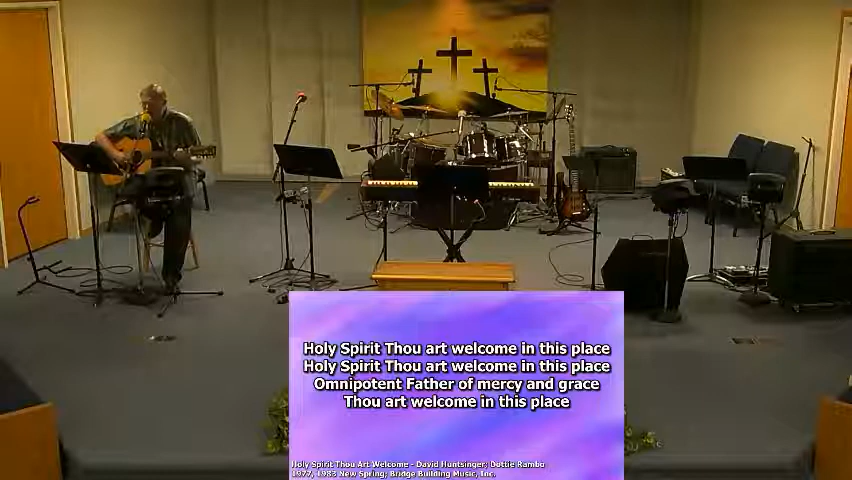 Holy Spirit Thou art welcome in this place
Holy Spirit Thou art welcome in this place
Omnipotent Father of mercy and grace
Thou art welcome in this place
Holy Spirit Thou Art Welcome - David Huntsinger; Dottie Rambo
1977, 1983 New Spring; Bridge Building Music, Inc.